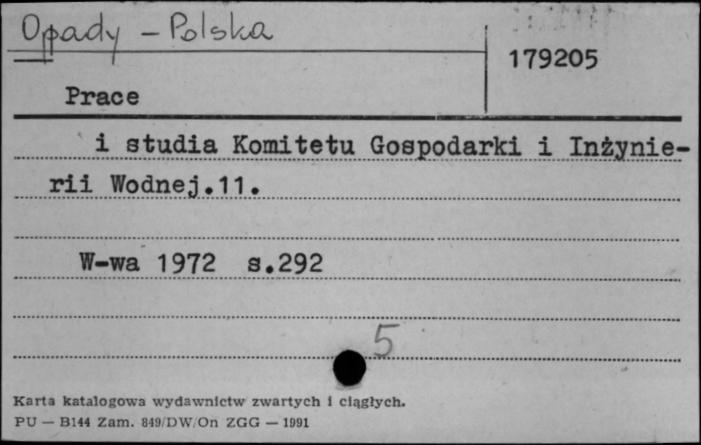 Opady - Polska
179205
Prace
i studia Komitetu Gospodarki i Inżynie-
rii Wodnej.11.
W-wa 1972 s.292
5
Karta katalogowa wydawnictw zwartych i ciągłych.
PU — B144 Zam. 849/DW/On ZGG — 1991